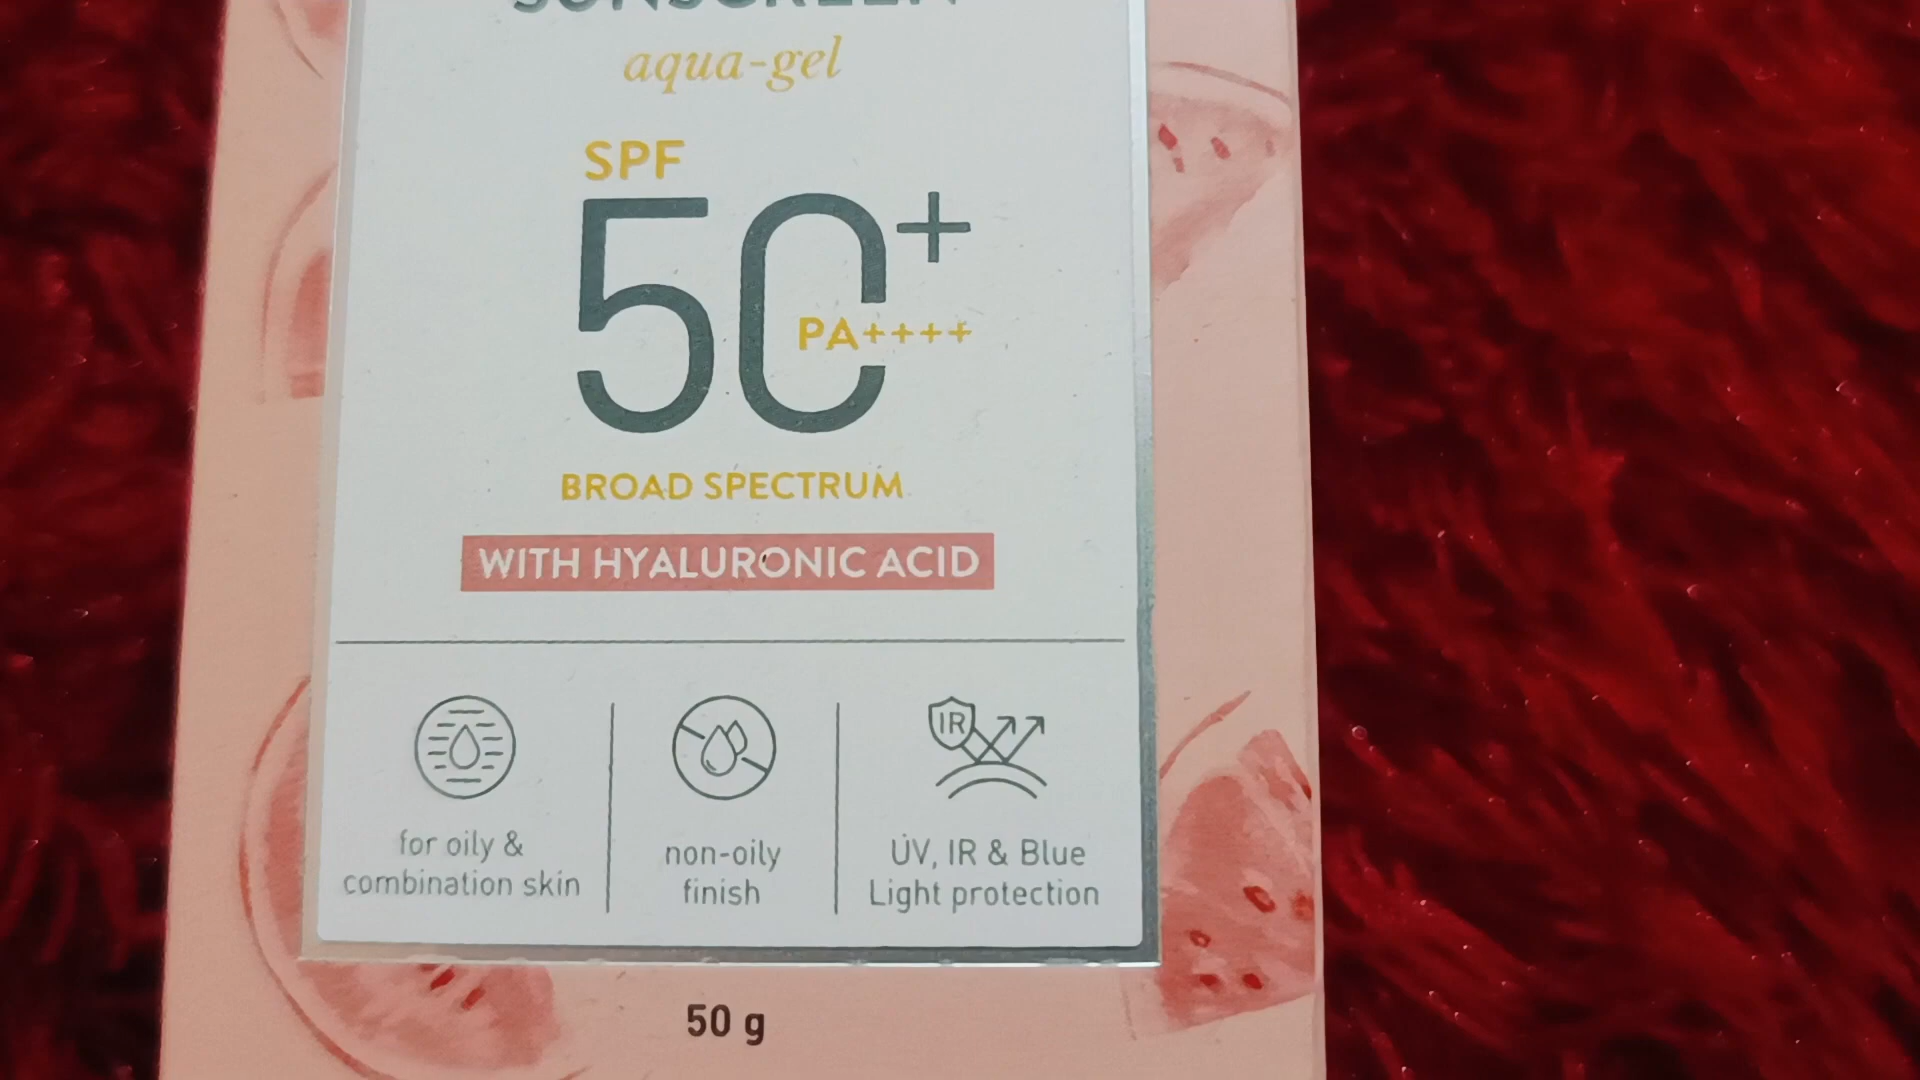 SUNSCREEN
aqua-gel
SPF
50+
PA++++
BROAD SPECTRUM
WITH HYALURONIC ACID
IR
for oily &
combination skin
non-oily
finish
UV, IR & Blue
Light protection
50 g